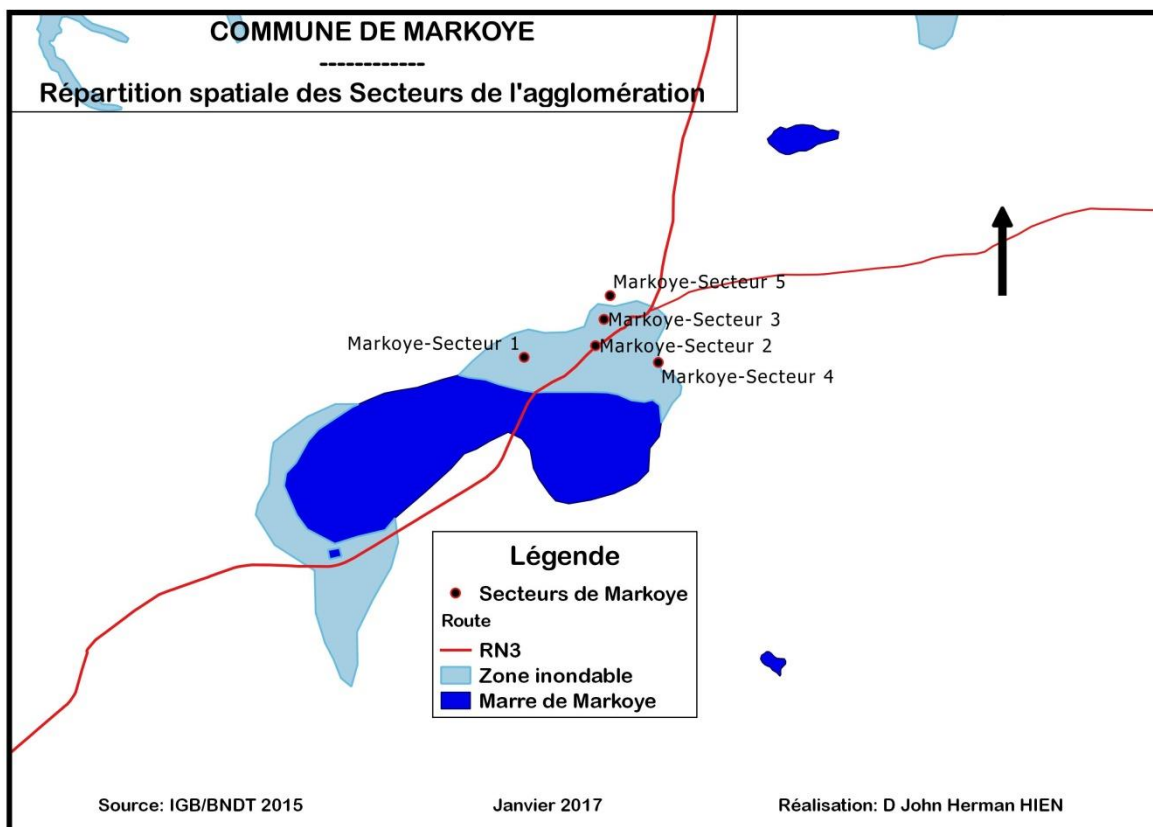 COMMUNE DE MARKOYE
------------
Répartition spatiale des Secteurs de l'agglomération
Markoye-Secteur 5
Markoye-Secteur 3
Markoye-Secteur 1
Markoye-Secteur 2
Markoye-Secteur 4
Légende
Secteurs de Markoye
Route
RN3
Zone inondable
Marre de Markoye
Source: IGB/BNDT 2015
Janvier 2017
Réalisation: D John Herman HIEN